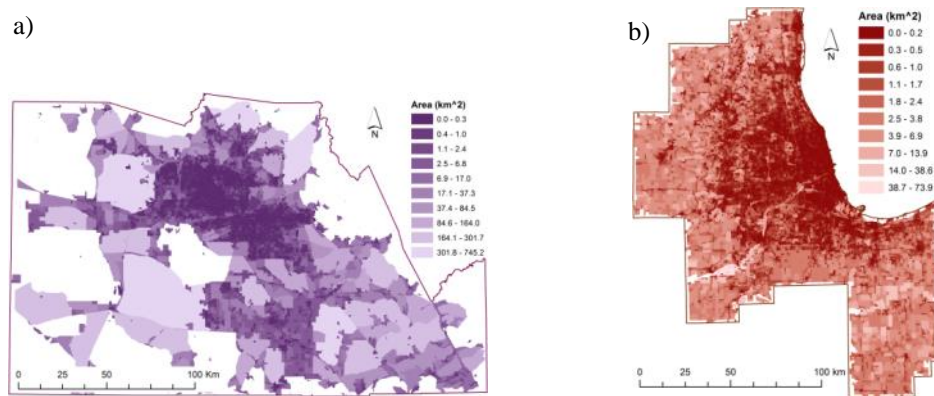 a)
N
Area (km^2)
0.0 - 0.3
0.4 - 1.0
1.1 - 2.4
2.5 - 6.8
6.9 - 17.0
17.1 - 37.3
37.4 - 84.5
84.6 - 164.0
164.1 - 301.7
301.8 - 745.2
0 25 50 100 Km
b)
N
Area (km^2)
0.0 - 0.2
0.3 - 0.5
0.6 - 1.0
1.1 - 1.7
1.8 - 2.4
2.5 - 3.8
3.9 - 6.9
7.0 - 13.9
14.0 - 38.6
38.7 - 73.9
0 25 50 100 km